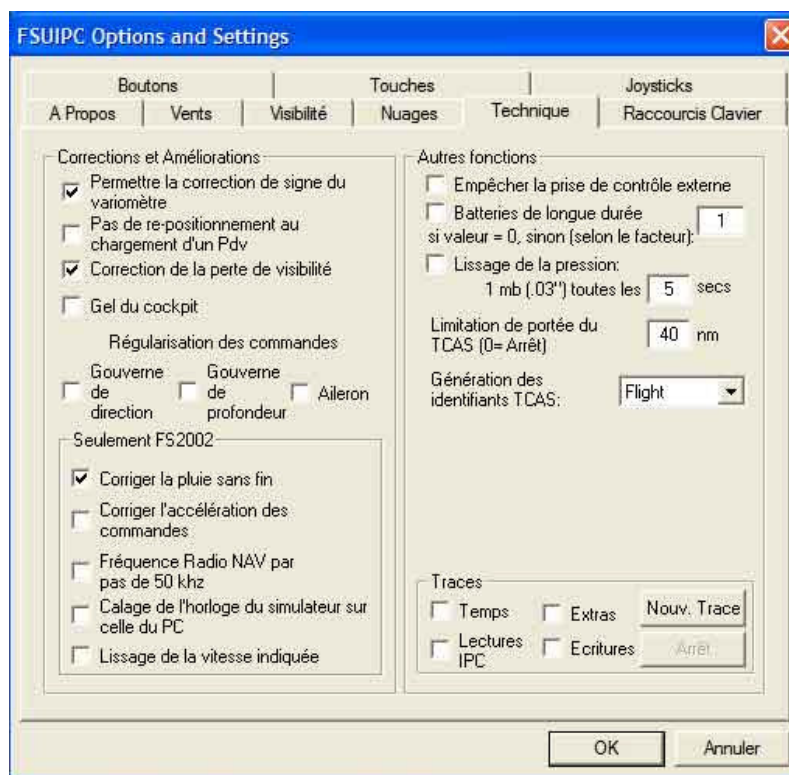 FSUIPC Options and Settings
Boutons
Touches
Joysticks
A Propos
Vents
Visibilité
Nuages
Technique
Raccourcis Clavier
Corrections et Améliorations
Permettre la correction de signe du
variomètre
Pas de re-positionnement au
chargement d'un Pdv
Correction de la perte de visibilité
Gel du cockpit
Régularisation des commandes
Gouverne
de
direction
Gouverne
de
profondeur
Aileron
Seulement FS2002
Corriger la pluie sans fin
Corriger l'accélération des
commandes
Fréquence Radio NAV par
pas de 50 khz
Calage de l'horloge du simulateur sur
celle du PC
Lissage de la vitesse indiquée
Autres fonctions
Empêcher la prise de contrôle externe
Batteries de longue durée
si valeur = 0, sinon (selon le facteur): 1
Lissage de la pression:
1 mb (.03") toutes les 5 secs
Limitation de portée du
TCAS (0= Arrêt) 40 nm
Génération des
identifiants TCAS: Flight
Traces
Temps
Extras
Nouv. Trace
Lectures
IPC
Ecritures
Arrêt
OK
Annuler